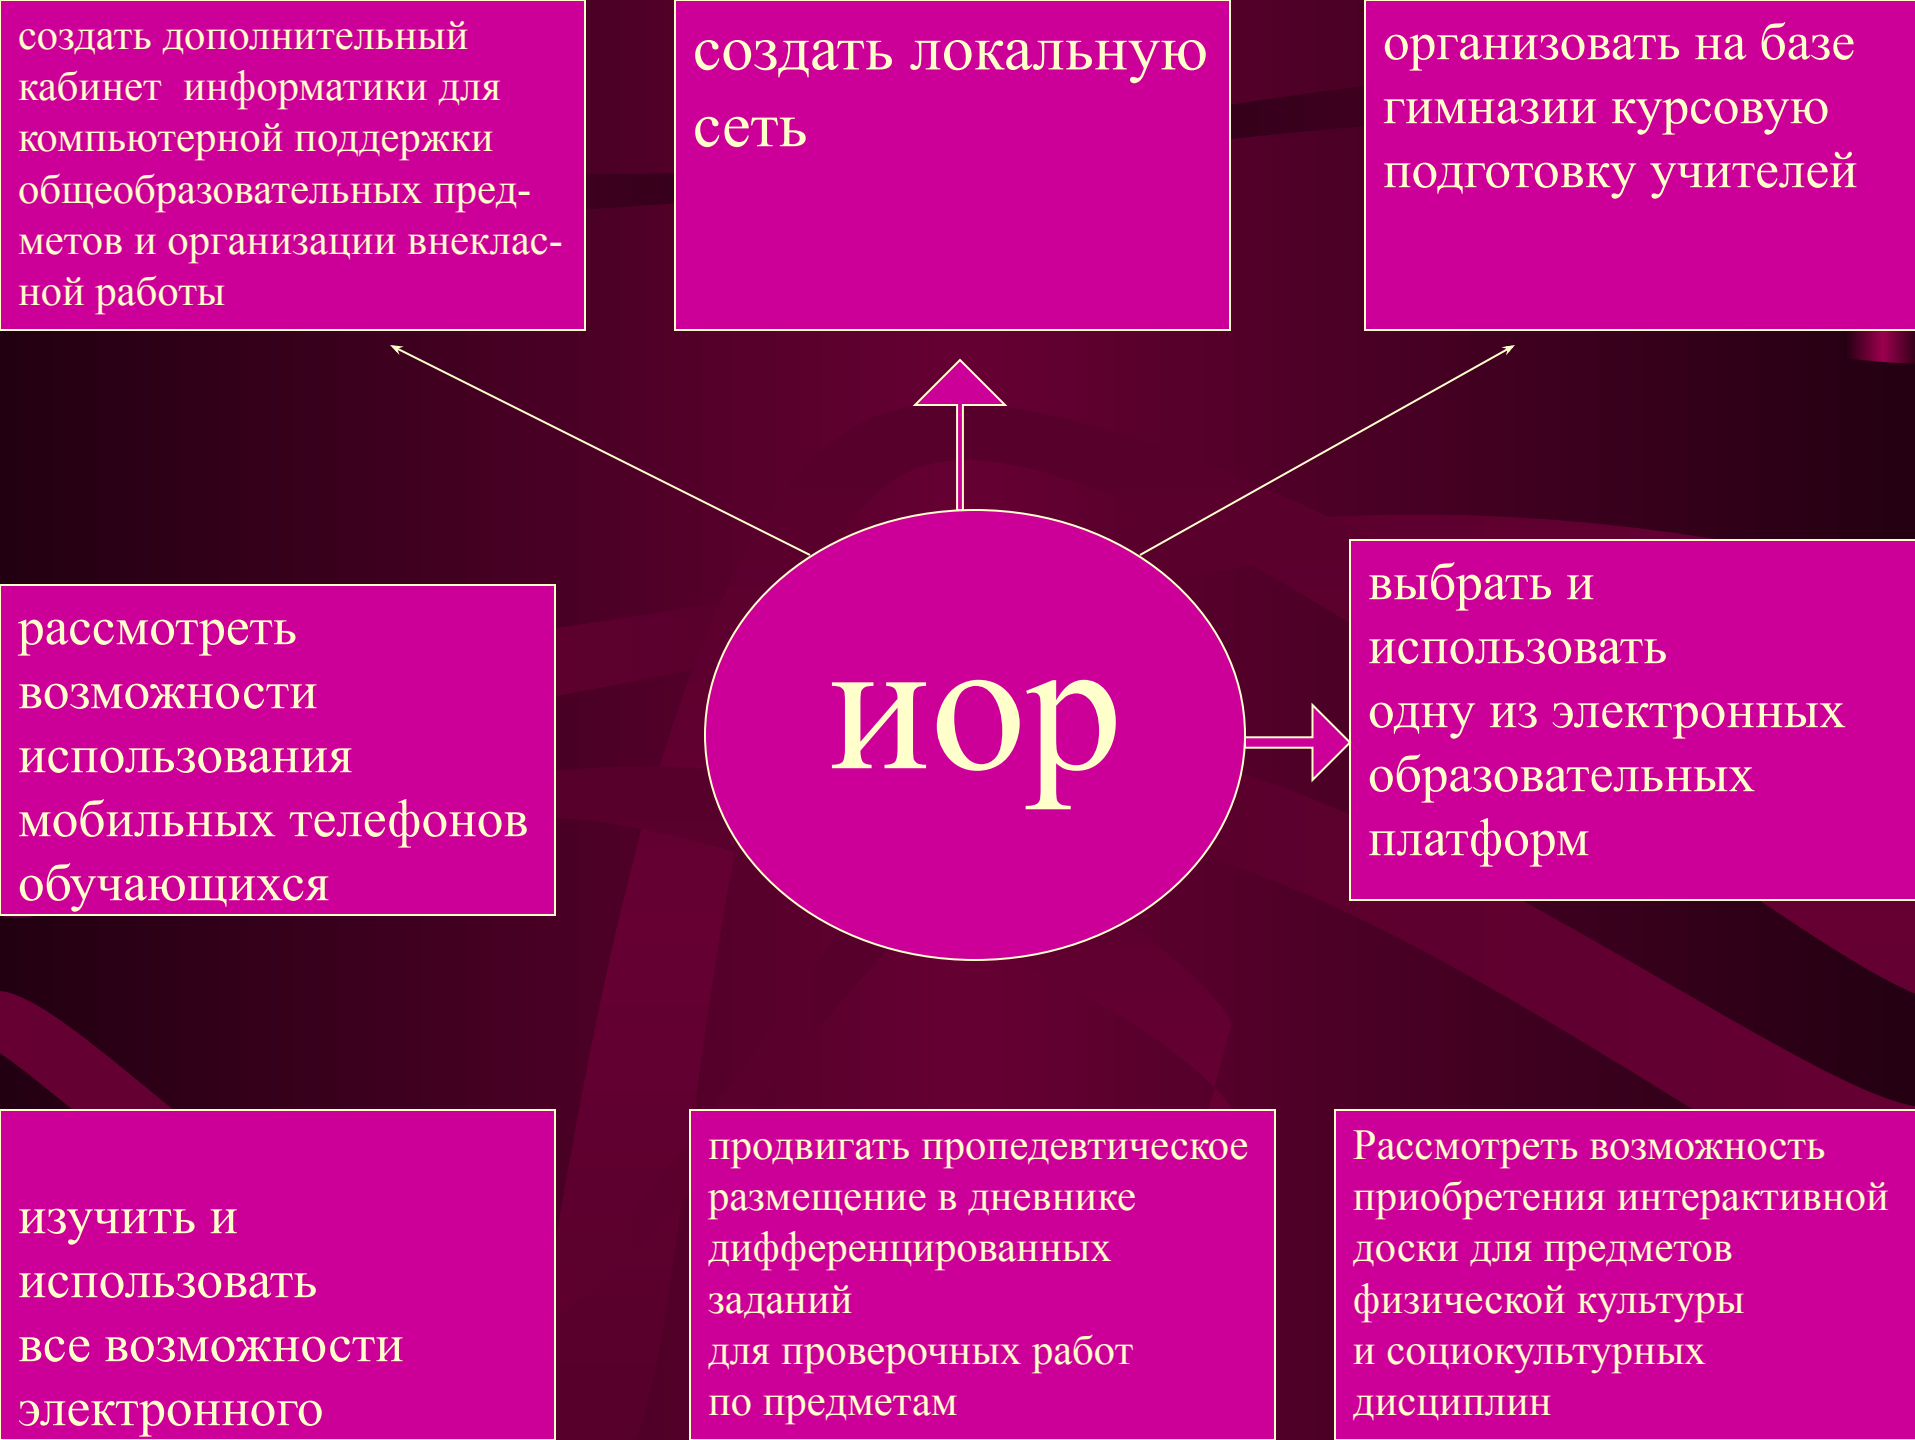 создать дополнительный
кабинет  информатики для
компьютерной поддержки
общеобразовательных пред-
метов и организации внеклас-
ной работы
создать локальную
сеть
организовать на базе
гимназии курсовую
подготовку учителей
рассмотреть
возможности
использования
мобильных телефонов
обучающихся
иор
выбрать и
использовать
одну из электронных
образовательных
платформ
изучить и
использовать
все возможности
электронного
продвигать пропедевтическое
размещение в дневнике
дифференцированных
заданий
для проверочных работ
по предметам
Рассмотреть возможность
приобретения интерактивной
доски для предметов
физической культуры
и социокультурных
дисциплин